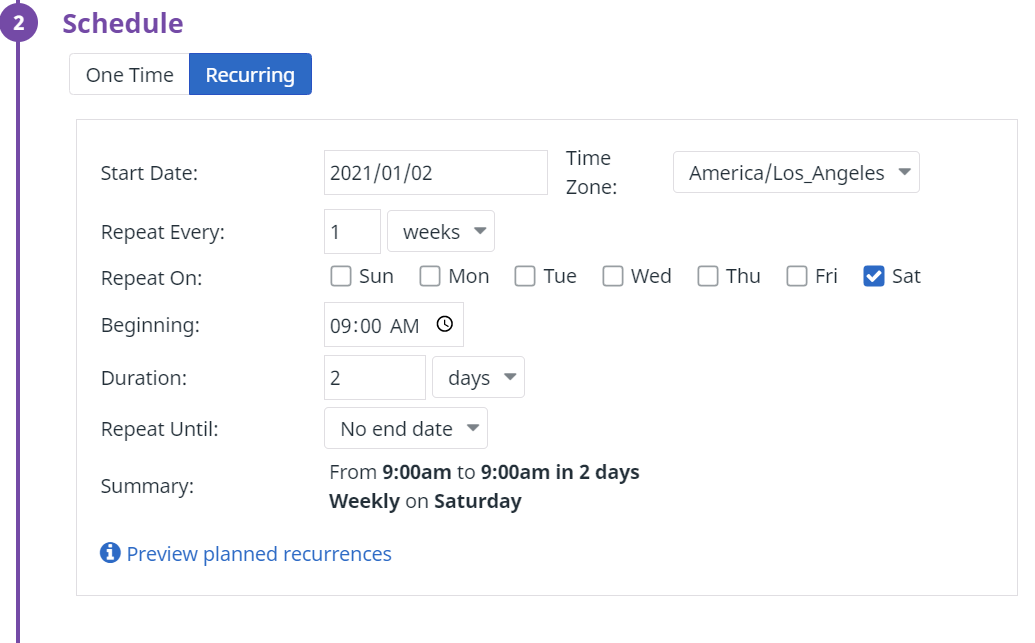 2 Schedule
One Time Recurring
Start Date: 2021/01/02 Time Zone: America/Los_Angeles
Repeat Every: 1 weeks
Repeat On: Sun Mon Tue Wed Thu Fri Sat
Beginning: 09:00 AM
Duration: 2 days
Repeat Until: No end date
Summary: From 9:00am to 9:00am in 2 days
Weekly on Saturday
Preview planned recurrences